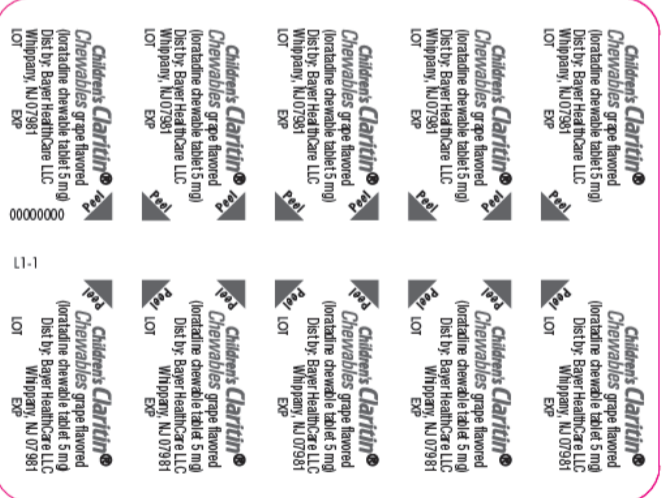 Children's Claritin®
Chewables grape flavored
(loratadine chewable tablet 5 mg)
Dist by: Bayer HealthCare LLC
Whippany, NJ 07981
LOT EXP
Peel
00000000
Children's Claritin®
Chewables grape flavored
(loratadine chewable tablet 5 mg)
Dist by: Bayer HealthCare LLC
Whippany, NJ 07981
LOT EXP
Peel
Peel
Children's Claritin®
Chewables grape flavored
(loratadine chewable tablet 5 mg)
Dist by: Bayer HealthCare LLC
Whippany, NJ 07981
LOT EXP
Peel
Peel
Children's Claritin®
Chewables grape flavored
(loratadine chewable tablet 5 mg)
Dist by: Bayer HealthCare LLC
Whippany, NJ 07981
LOT EXP
Peel
Peel
Children's Claritin®
Chewables grape flavored
(loratadine chewable tablet 5 mg)
Dist by: Bayer HealthCare LLC
Whippany, NJ 07981
LOT EXP
Peel
L1-1
Peel
Children's Claritin®
Chewables grape flavored
(loratadine chewable tablet 5 mg)
Dist by: Bayer HealthCare LLC
Whippany, NJ 07981
LOT EXP
Peel
Peel
Children's Claritin®
Chewables grape flavored
(loratadine chewable tablet 5 mg)
Dist by: Bayer HealthCare LLC
Whippany, NJ 07981
LOT EXP
Peel
Peel
Children's Claritin®
Chewables grape flavored
(loratadine chewable tablet 5 mg)
Dist by: Bayer HealthCare LLC
Whippany, NJ 07981
LOT EXP
Peel
Peel
Children's Claritin®
Chewables grape flavored
(loratadine chewable tablet 5 mg)
Dist by: Bayer HealthCare LLC
Whippany, NJ 07981
LOT EXP
Peel
Children's Claritin®
Chewables grape flavored
(loratadine chewable tablet 5 mg)
Dist by: Bayer HealthCare LLC
Whippany, NJ 07981
LOT EXP